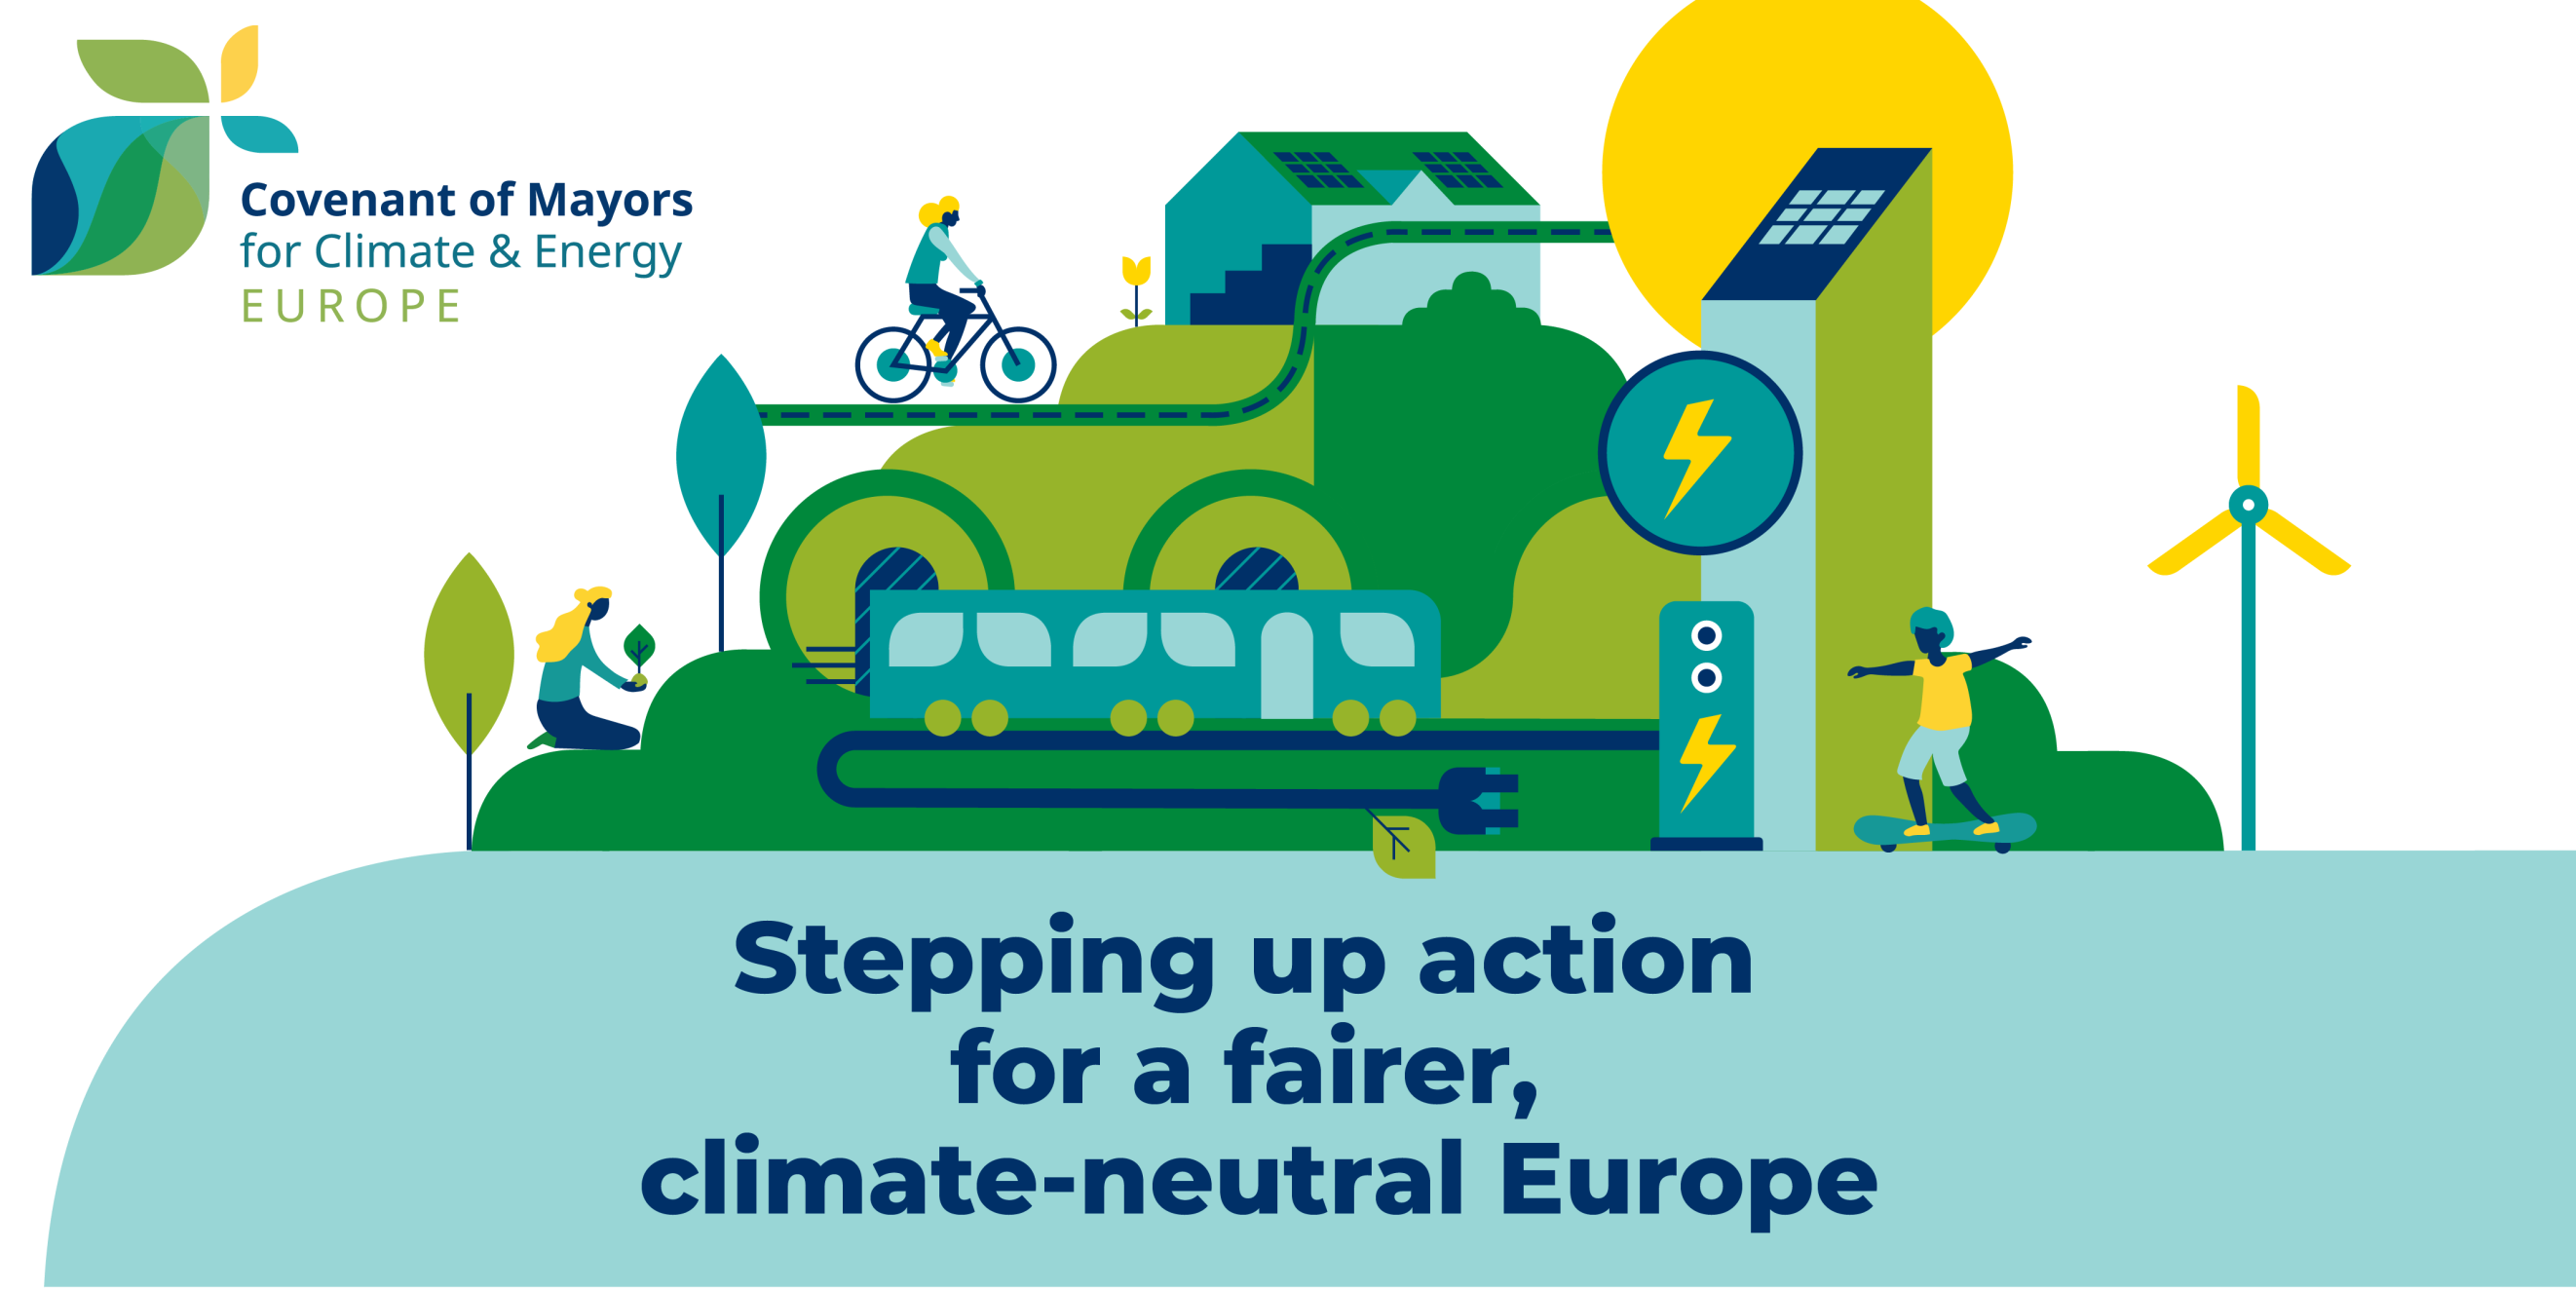 Covenant of Mayors
for Climate & Energy
EUROPE
Stepping up action
for a fairer,
climate-neutral Europe